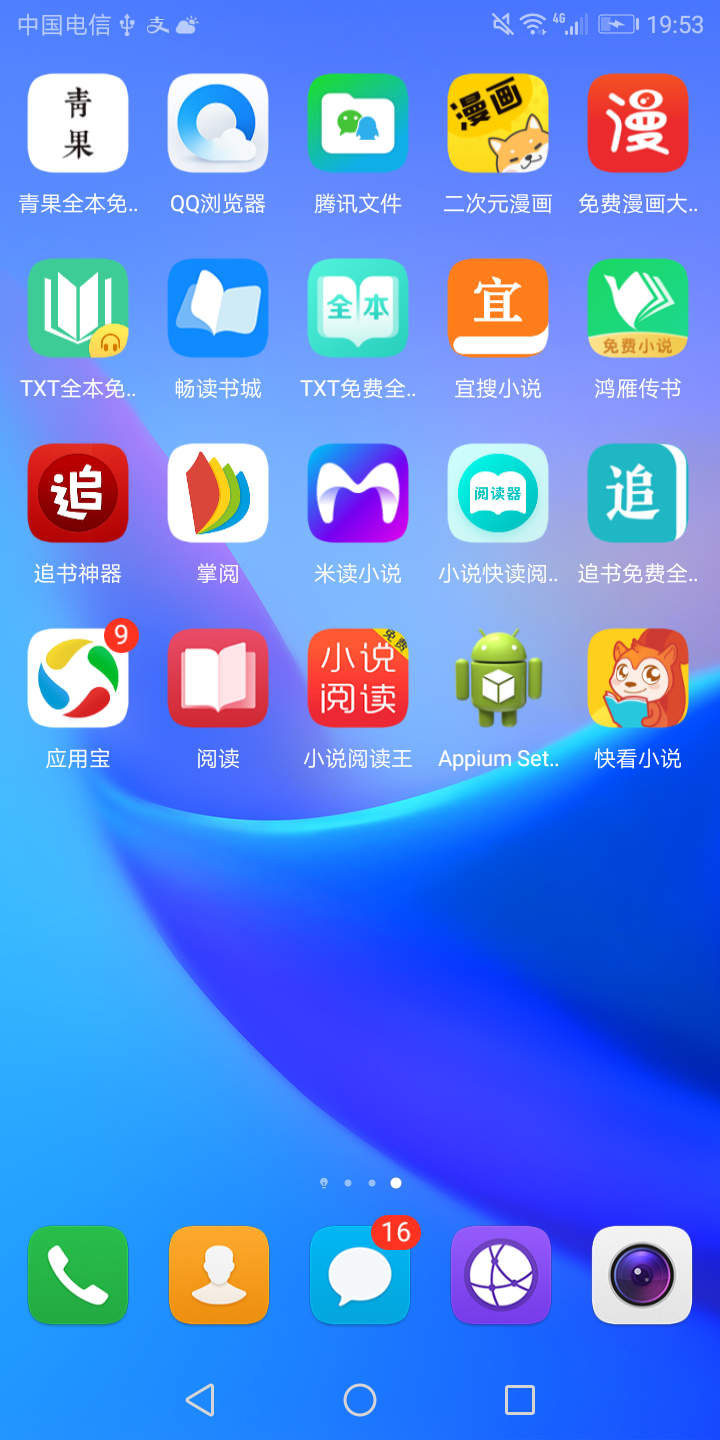 中国电信 4G 19:53
青果
漫画
漫
青果全本免.. QQ浏览器 腾讯文件 二次元漫画 免费漫画大..
全本
宜
免费小说
TXT全本免.. 畅读书城 TXT免费全.. 宜搜小说 鸿雁传书
追
阅读器
追
追书神器 掌阅 米读小说 小说快读阅.. 追书免费全..
9
免费
小说
阅读
应用宝 阅读 小说阅读王 Appium Set.. 快看小说
16